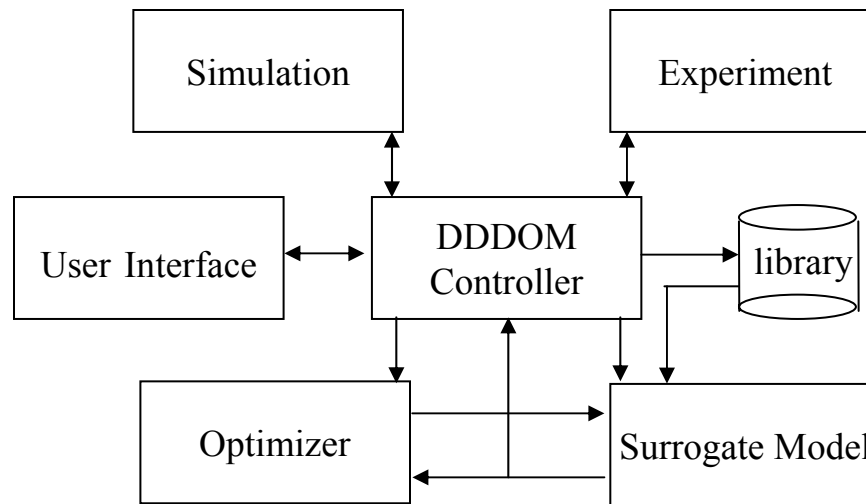 Simulation
Experiment
User Interface
DDDOM
Controller
library
Optimizer
Surrogate Model